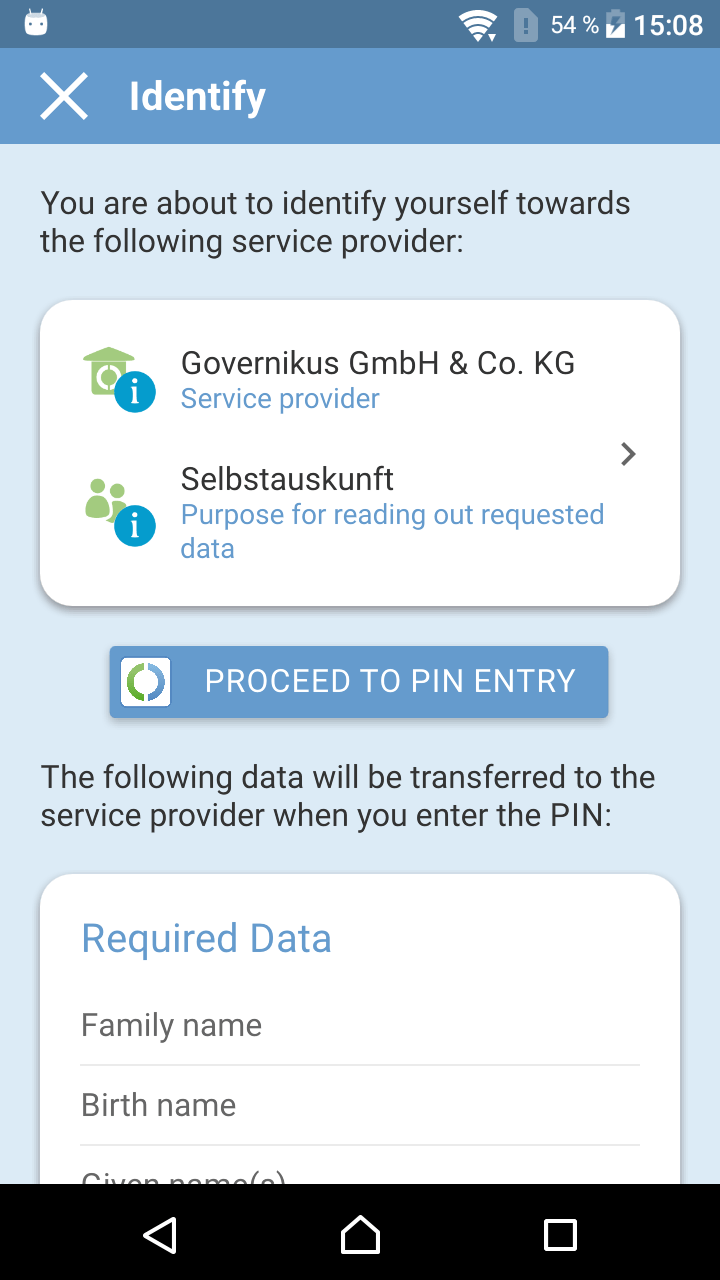 54 % 15:08
Identify
You are about to identify yourself towards
the following service provider:
Governikus GmbH & Co. KG
Service provider
Selbstauskunft
Purpose for reading out requested
data
PROCEED TO PIN ENTRY
The following data will be transferred to the
service provider when you enter the PIN:
Required Data
Family name
Birth name
Given name(s)